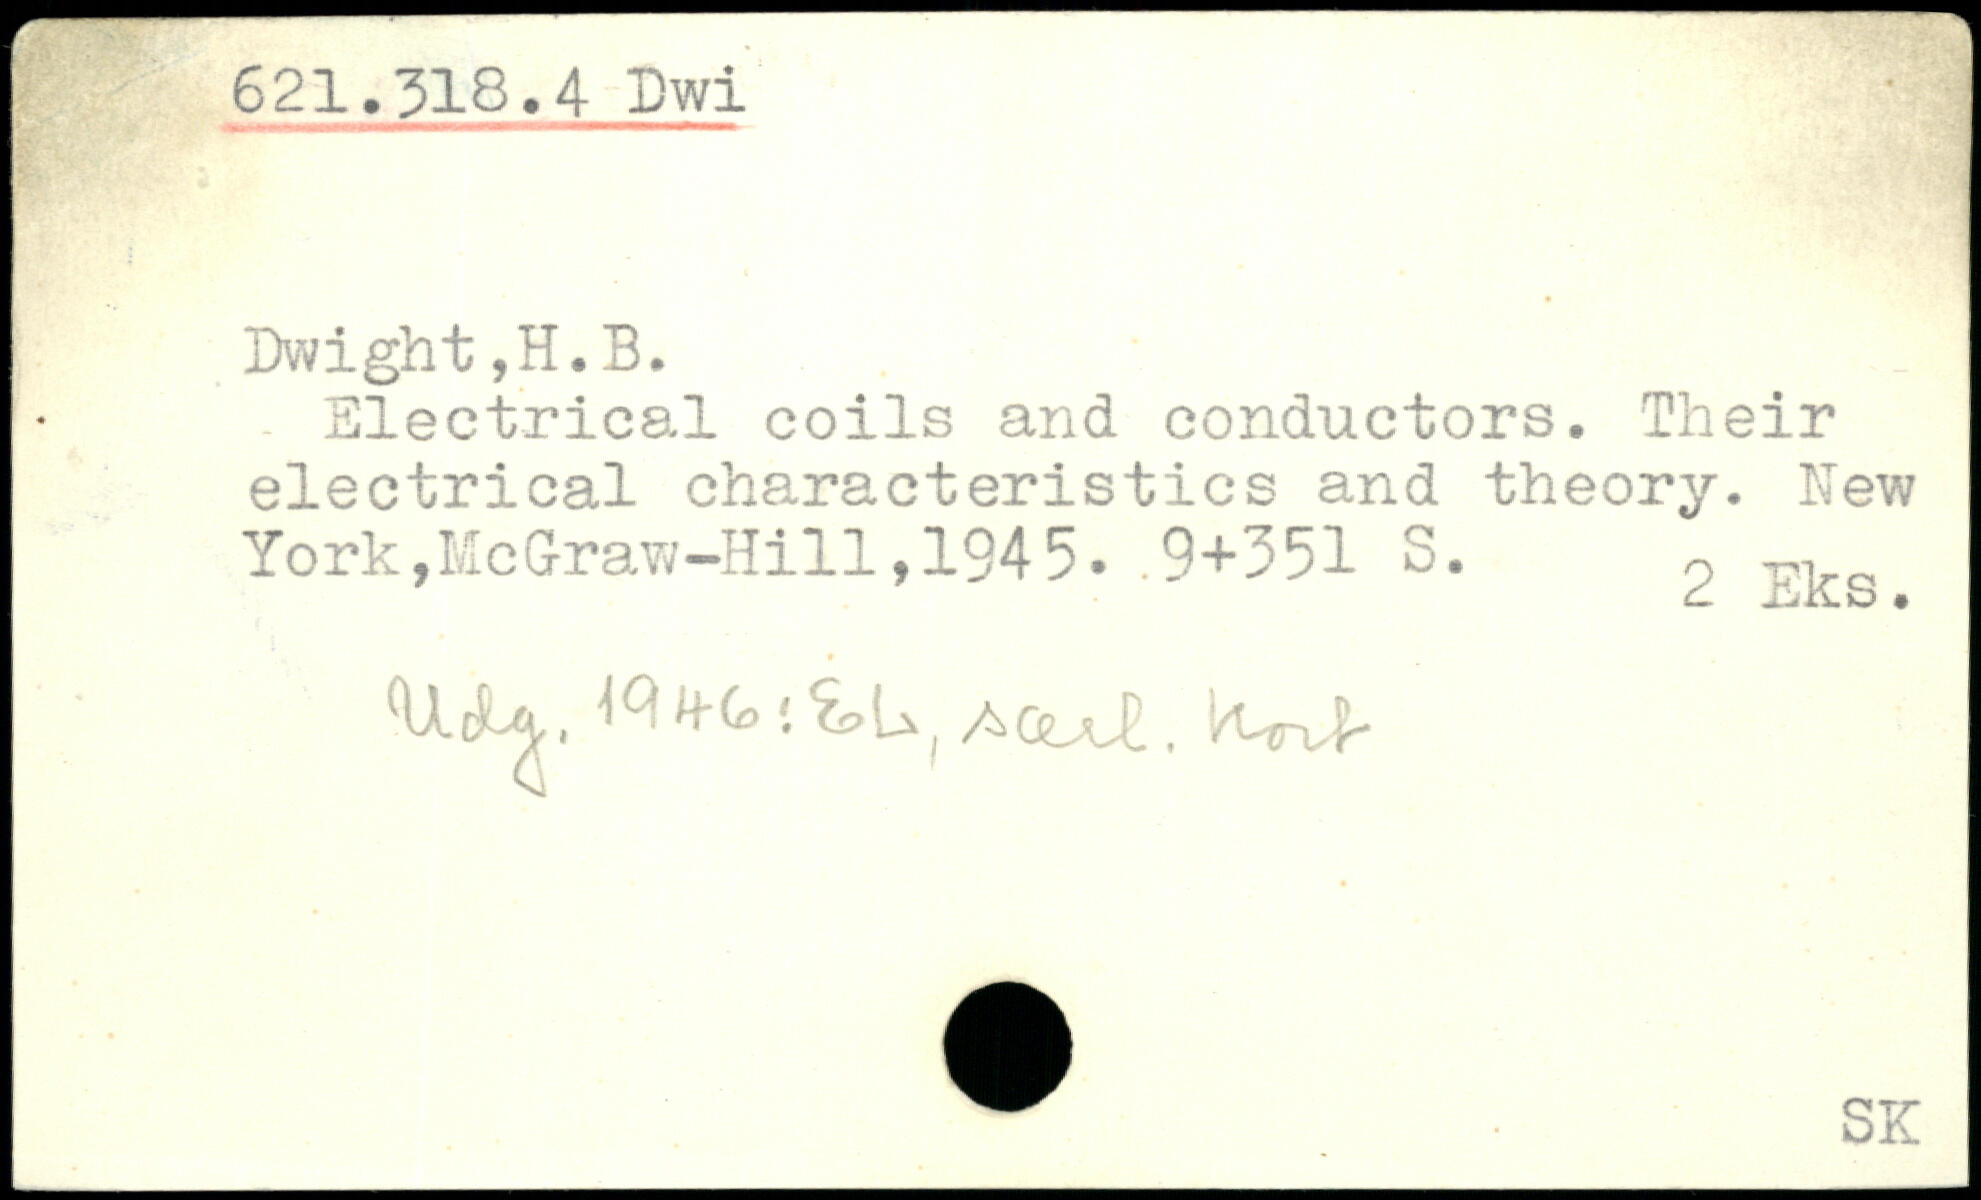 621.318.4 Dwi
Dwight,H.B.
Electrical coils and conductors. Their
electrical characteristics and theory. New
York,McGraw-Hill,1945. 9+351 S.
2 Eks.
Udg. 1946: EL, særl. Kort
SK